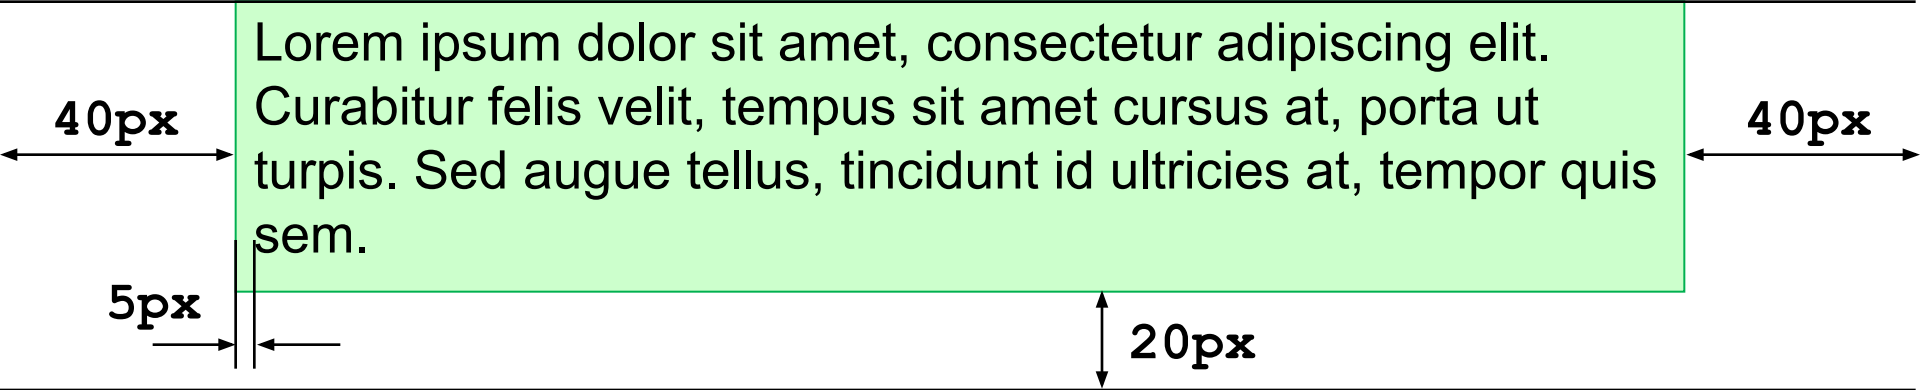 Lorem ipsum dolor sit amet, consectetur adipiscing elit.
Curabitur felis velit, tempus sit amet cursus at, porta ut
turpis. Sed augue tellus, tincidunt id ultricies at, tempor quis
sem.
40px
40px
5px
20px